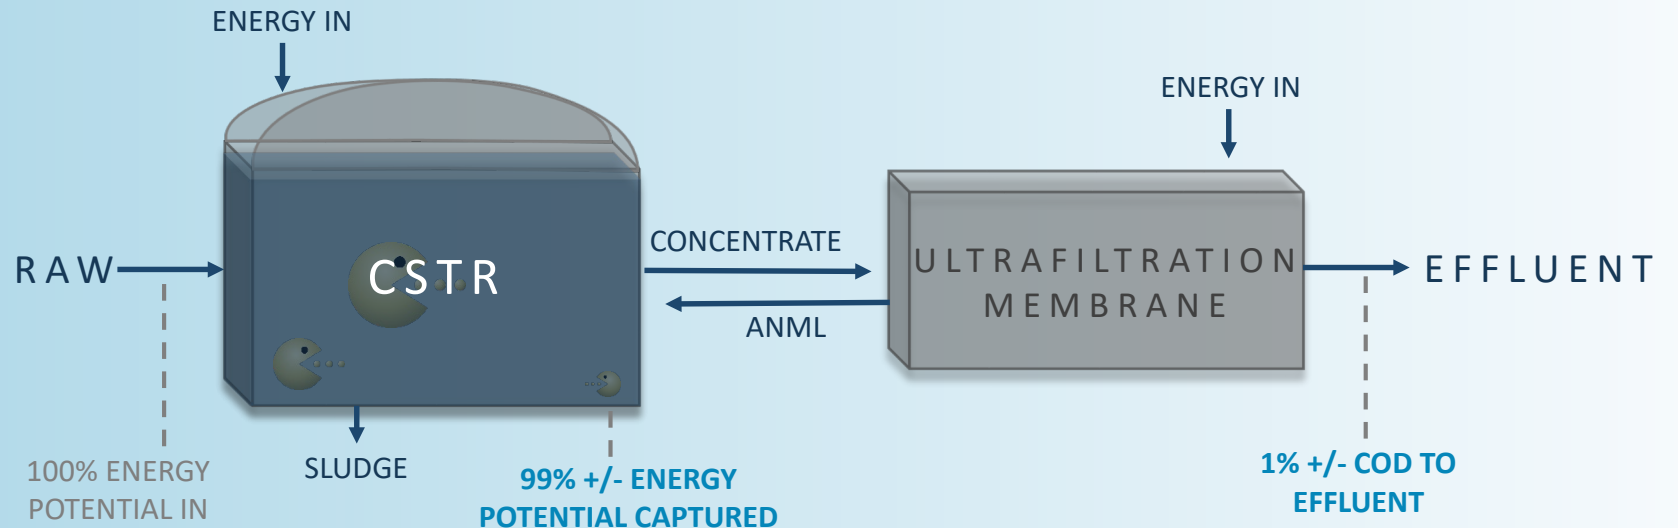 ENERGY IN
ENERGY IN
RAW
CSTR
CONCENTRATE
ANML
ULTRAFILTRATION
MEMBRANE
EFFLUENT
100% ENERGY
POTENTIAL IN
SLUDGE
99% +/- ENERGY
POTENTIAL CAPTURED
1% +/- COD TO
EFFLUENT